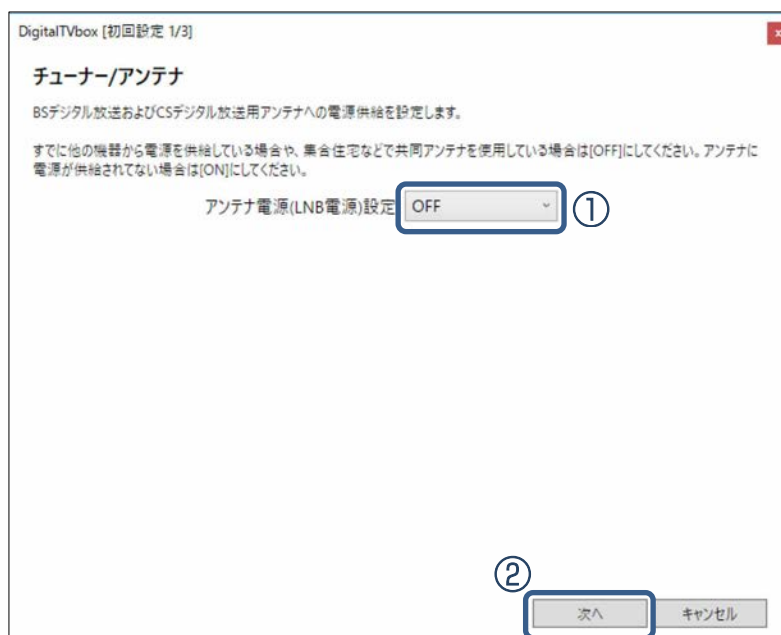 DigitalTVbox [初回設定 1/3]
x
チューナー/アンテナ
BSデジタル放送およびCSデジタル放送用アンテナへの電源供給を設定します。
すでに他の機器から電源を供給している場合や、集合住宅などで共同アンテナを使用している場合は[OFF]にしてください。アンテナに
電源が供給されてない場合は[ON]にしてください。
アンテナ電源(LNB電源)設定 OFF ①
②
次へ キャンセル